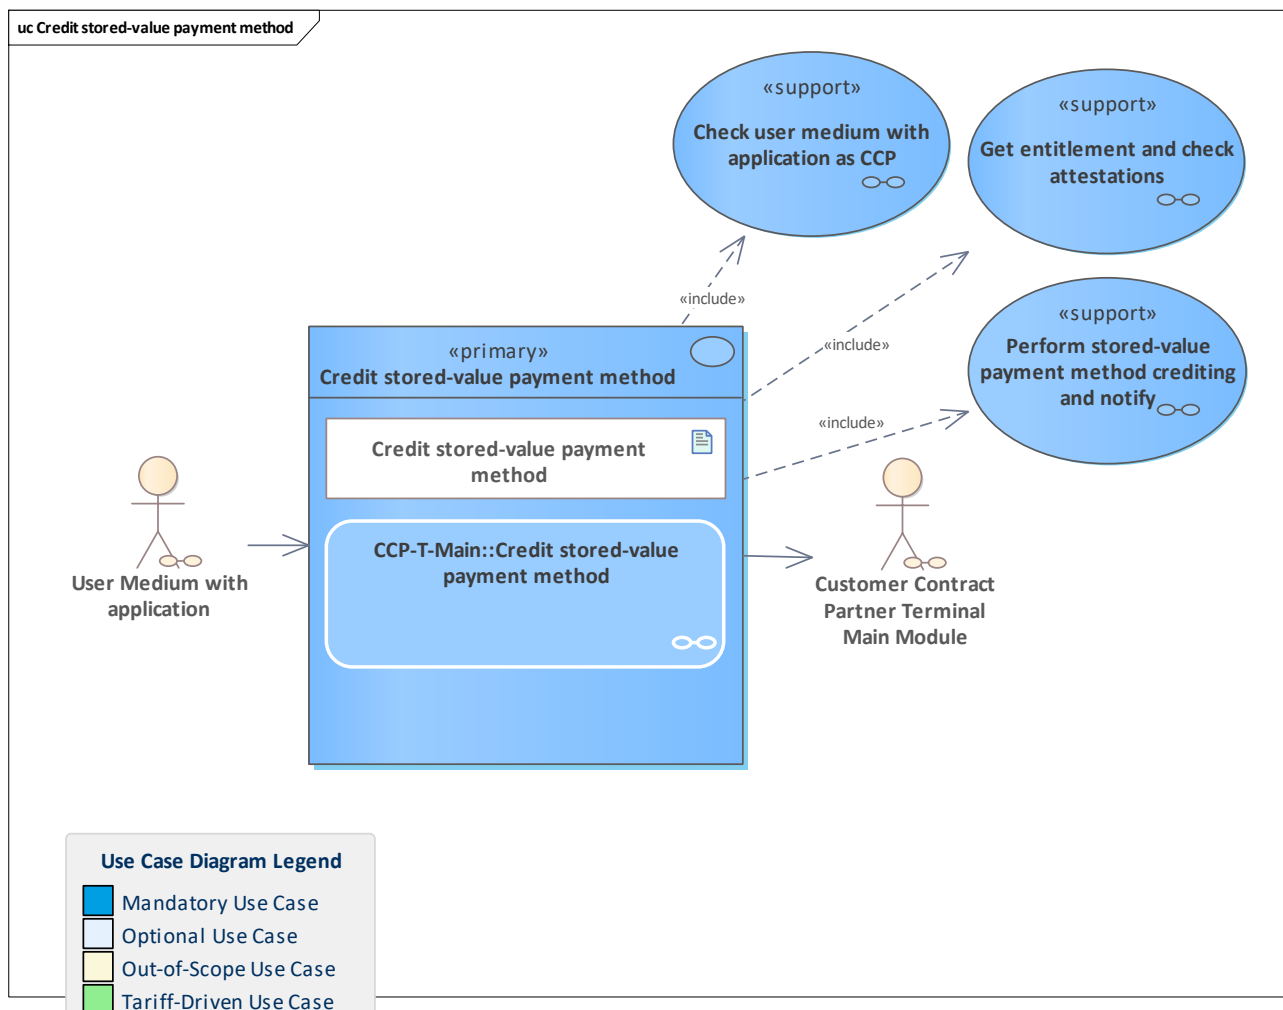 uc Credit stored-value payment method
«support»
Check user medium with
application as CCP
«support»
Get entitlement and check
attestations
«include»
«include»
«support»
Perform stored-value
payment method crediting
and notify
«include»
«primary»
Credit stored-value payment method
Credit stored-value payment
method
CCP-T-Main::Credit stored-value
payment method
User Medium with
application
Customer Contract
Partner Terminal
Main Module
Use Case Diagram Legend
Mandatory Use Case
Optional Use Case
Out-of-Scope Use Case
Tariff-Driven Use Case